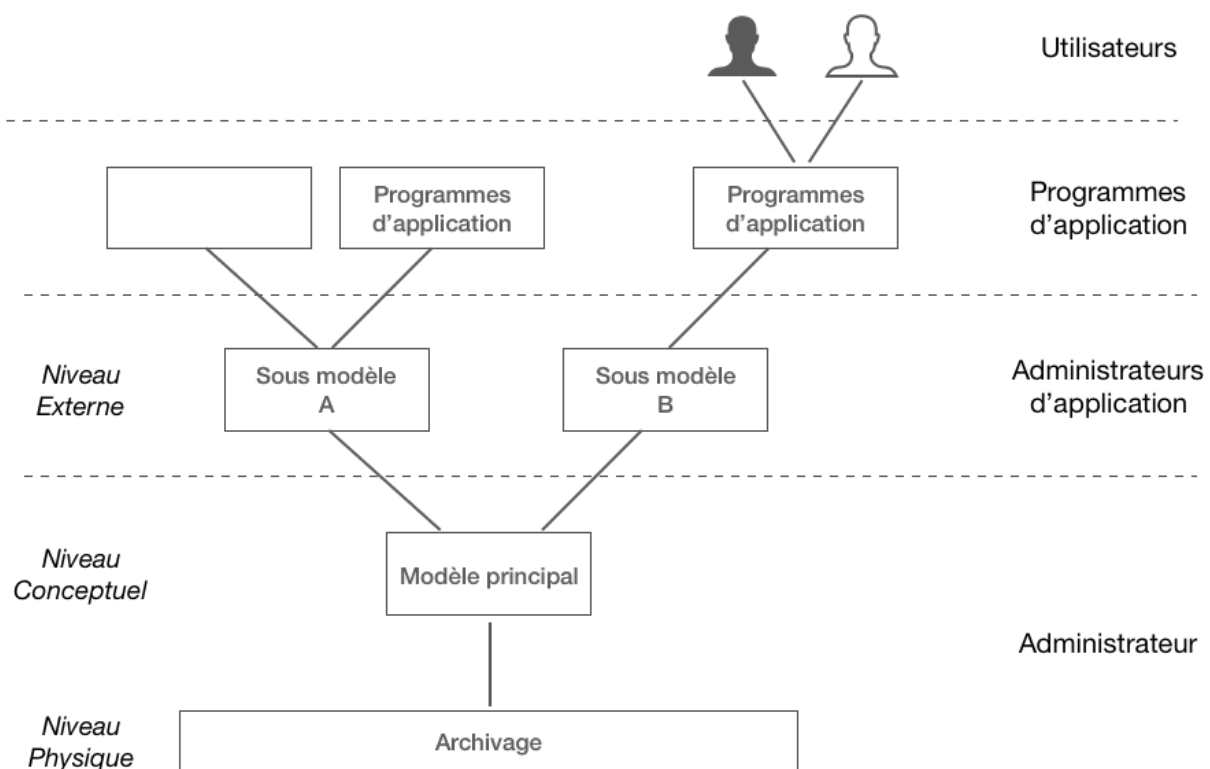 Utilisateurs
Programmes
d'application
Programmes
d'application
Programmes
d'application
Niveau
Externe
Sous modèle
A
Sous modèle
B
Administrateurs
d'application
Niveau
Conceptuel
Modèle principal
Administrateur
Niveau
Physique
Archivage